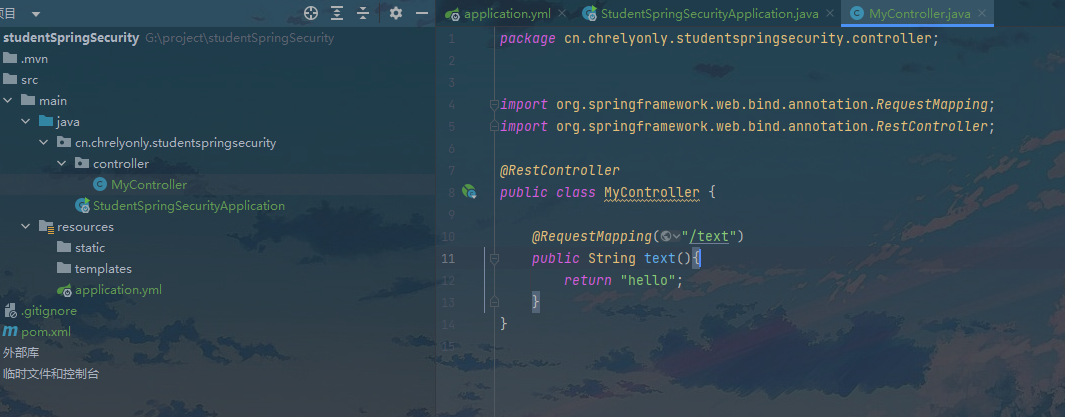 项目
studentSpringSecurity G:\project\studentSpringSecurity
.mvn
src
main
java
cn.chrelyonly.studentspringsecurity
controller
MyController
StudentSpringSecurityApplication
resources
static
templates
application.yml
.gitignore
pom.xml
外部库
临时文件和控制台
application.yml StudentSpringSecurityApplication.java MyController.java
1 package cn.chrelyonly.studentspringsecurity.controller;
2
3
4 import org.springframework.web.bind.annotation.RequestMapping;
5 import org.springframework.web.bind.annotation.RestController;
6
7 @RestController
8 public class MyController {
9
10 @RequestMapping("/text")
11 public String text(){
12 return "hello";
13 }
14 }
15